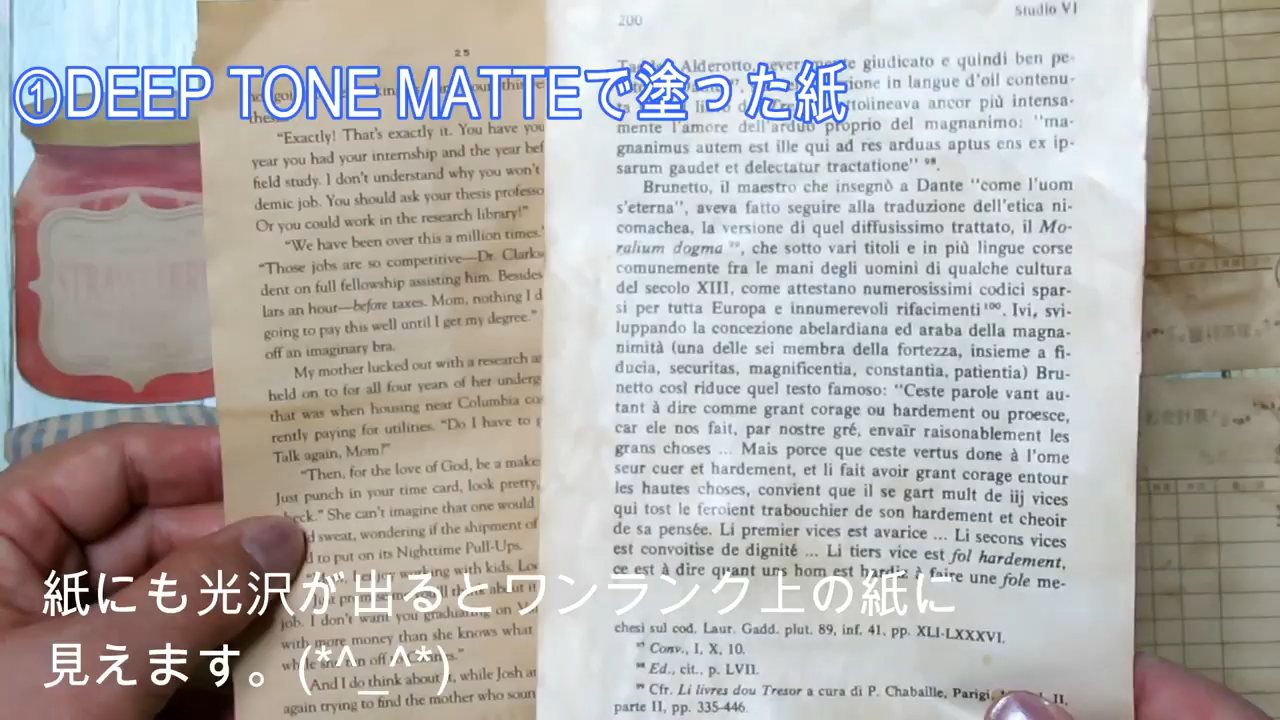 ①DEEP TONE MATTEで塗った紙
25
"Exactly! That's exactly it. You have you
year you had your internship and the year bef
field study. I don't understand why you won't
demic job. You should ask your thesis professo
Or you could work in the research library!"
"We have been over this a million times."
"Those jobs are so competitive—Dr. Clarks
dent on full fellowship assisting him. Besides
lars an hour—before taxes. Mom, nothing I d
going to pay this well until I get my degree."
off an imaginary bra.
My mother lucked out with a research
held on to for all four years of her underg
that was when housing near Columbia co
rently paying for utilities. "Do I have to
Talk again, Mom?"
"Then, for the love of God, be a make
Just punch in your time card, look pretty,
She can't imagine that one would
sweat, wondering if the shipment of
to put on its Nighttime Pull-Ups.
enjoy working with kids.
about it
job. I don't want you
with more money than she knows what
And I do think about it, while Josh
again trying to find the mother who soun
200
Studio VI
Alderotto, giudicato e quindi ben pe-
in langue d'oil contenu-
ancor più intensa-
mente l'amore dell'arduo proprio del magnanimo: "ma-
gnanimus autem est ille qui ad res arduas aptus ens ex ip-
sarum gaudet et delectatur tractatione" ⁹⁸.
Brunetto, il maestro che insegnò a Dante "come l'uom
s'eterna", aveva fatto seguire alla traduzione dell'etica ni-
comachea, la versione di quel diffusissimo trattato, il Mo-
ralium dogma ⁹⁹, che sotto vari titoli e in più lingue corse
comunemente fra le mani degli uomini di qualche cultura
del secolo XIII, come attestano numerosissimi codici spar-
si per tutta Europa e innumerevoli rifacimenti ¹⁰⁰. Ivi, svi-
luppando la concezione abelardiana ed araba della magna-
nimità (una delle sei membra della fortezza, insieme a fi-
ducia, securitas, magnificentia, constantia, patientia) Bru-
netto così riduce quel testo famoso: "Ceste parole vant au-
tant à dire comme grant corage ou hardement ou proesce,
car ele nos fait, par nostre gré, envaïr raisonablement les
grans choses ... Mais porce que ceste vertus done à l'ome
seur cuer et hardement, et li fait avoir grant corage entour
les hautes choses, convient que il se gart mult de iij vices
qui tost le feroient trabouchier de son hardement et cheoir
de sa pensée. Li premier vices est avarice ... Li secons vices
est convoitise de dignité ... Li tiers vice est fol hardement,
ce est à dire quant uns hom est hardiz à faire une fole me-
chesi sul cod. Laur. Gadd. plut. 89, inf. 41, pp. XLI-LXXXVI.
Conv., I, X, 10.
Ed., cit., p. LVII.
Cfr. Li livres dou Tresor a cura di P. Chabaille, Parigi, II,
parte II, pp. 335-446.
紙にも光沢が出るとワンランク上の紙に
見えます。(*^_^*)